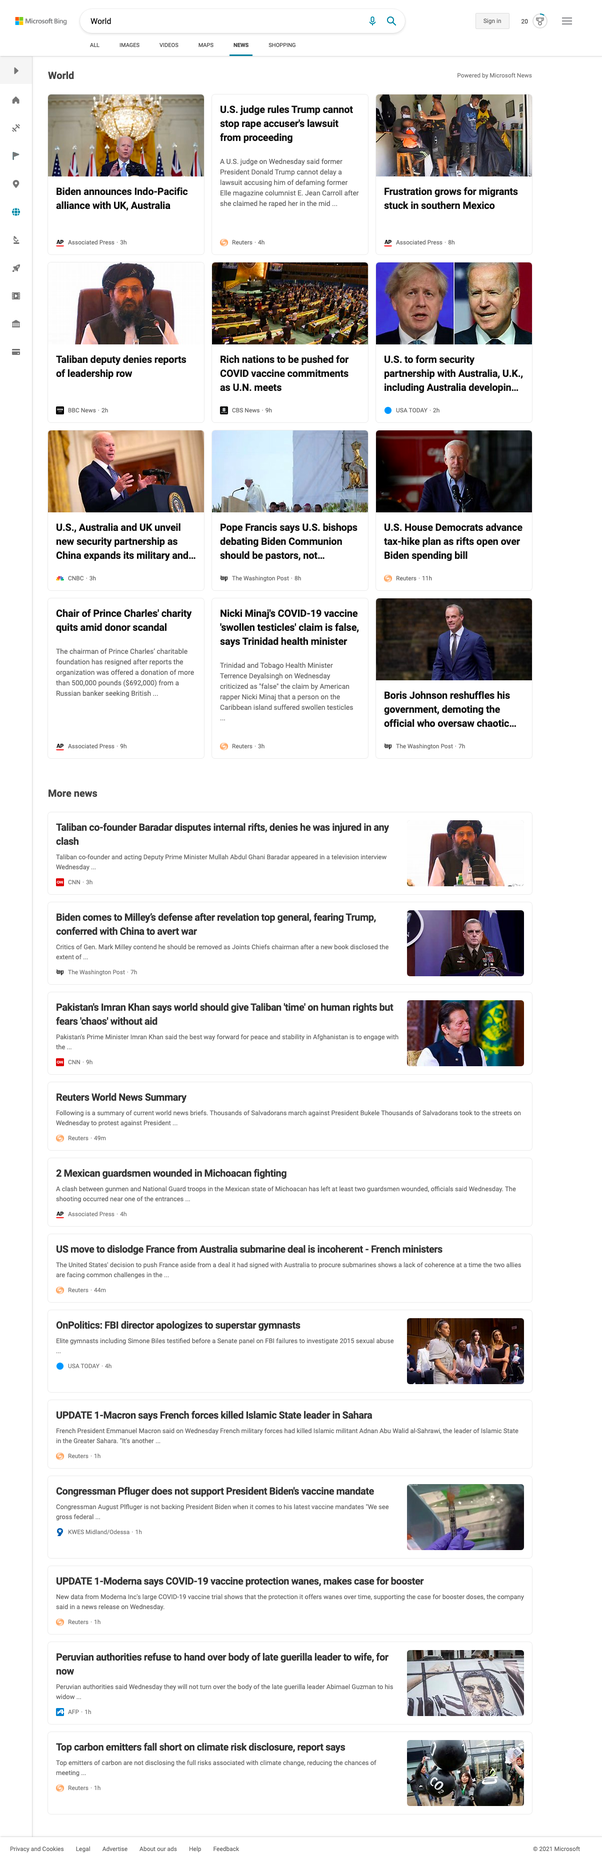 Microsoft Bing
World
Sign in
20
ALL IMAGES VIDEOS MAPS NEWS SHOPPING
World
Powered by Microsoft News
Biden announces Indo-Pacific
alliance with UK, Australia
AP Associated Press · 3h
U.S. judge rules Trump cannot
stop rape accuser's lawsuit
from proceeding
A U.S. judge on Wednesday said former
President Donald Trump cannot delay a
lawsuit accusing him of defaming former
Elle magazine columnist E. Jean Carroll after
she claimed he raped her in the mid ...
Reuters · 4h
Frustration grows for migrants
stuck in southern Mexico
AP Associated Press · 8h
Taliban deputy denies reports
of leadership row
BBC News · 2h
Rich nations to be pushed for
COVID vaccine commitments
as U.N. meets
CBS News · 9h
U.S. to form security
partnership with Australia, U.K.,
including Australia developin...
USA TODAY · 2h
U.S., Australia and UK unveil
new security partnership as
China expands its military and...
CNBC · 3h
Pope Francis says U.S. bishops
debating Biden Communion
should be pastors, not...
wp The Washington Post · 8h
U.S. House Democrats advance
tax-hike plan as rifts open over
Biden spending bill
Reuters · 11h
Chair of Prince Charles' charity
quits amid donor scandal
The chairman of Prince Charles' charitable
foundation has resigned after reports the
organization was offered a donation of more
than 500,000 pounds ($692,000) from a
Russian banker seeking British ...
AP Associated Press · 9h
Nicki Minaj's COVID-19 vaccine
'swollen testicles' claim is false,
says Trinidad health minister
Trinidad and Tobago Health Minister
Terrence Deyalsingh on Wednesday
criticized as "false" the claim by American
rapper Nicki Minaj that a person on the
Caribbean island suffered swollen testicles
...
Reuters · 3h
Boris Johnson reshuffles his
government, demoting the
official who oversaw chaotic...
wp The Washington Post · 7h
More news
Taliban co-founder Baradar disputes internal rifts, denies he was injured in any
clash
Taliban co-founder and acting Deputy Prime Minister Mullah Abdul Ghani Baradar appeared in a television interview
Wednesday ...
CNN CNN · 3h
Biden comes to Milley's defense after revelation top general, fearing Trump,
conferred with China to avert war
Critics of Gen. Mark Milley contend he should be removed as Joints Chiefs chairman after a new book disclosed the
extent of ...
wp The Washington Post · 7h
Pakistan's Imran Khan says world should give Taliban 'time' on human rights but
fears 'chaos' without aid
Pakistan's Prime Minister Imran Khan said the best way forward for peace and stability in Afghanistan is to engage with
the ...
CNN CNN · 9h
Reuters World News Summary
Following is a summary of current world news briefs. Thousands of Salvadorans march against President Bukele Thousands of Salvadorans took to the streets on
Wednesday to protest against President ...
Reuters · 49m
2 Mexican guardsmen wounded in Michoacan fighting
A clash between gunmen and National Guard troops in the Mexican state of Michoacan has left at least two guardsmen wounded, officials said Wednesday. The
shooting occurred near one of the entrances ...
AP Associated Press · 4h
US move to dislodge France from Australia submarine deal is incoherent - French ministers
The United States' decision to push France aside from a deal it had signed with Australia to procure submarines shows a lack of coherence at a time the two allies
are facing common challenges in the ...
Reuters · 44m
OnPolitics: FBI director apologizes to superstar gymnasts
Elite gymnasts including Simone Biles testified before a Senate panel on FBI failures to investigate 2015 sexual abuse
...
USA TODAY · 4h
UPDATE 1-Macron says French forces killed Islamic State leader in Sahara
French President Emmanuel Macron said on Wednesday French military forces had killed Islamic militant Adnan Abu Walid al-Sahrawi, the leader of Islamic State
in the Greater Sahara. "It's another ...
Reuters · 1h
Congressman Pfluger does not support President Biden's vaccine mandate
Congressman August Pflfluger is not backing President Biden when it comes to his latest vaccine mandates "We see
gross federal ...
KWES Midland/Odessa · 1h
UPDATE 1-Moderna says COVID-19 vaccine protection wanes, makes case for booster
New data from Moderna Inc's large COVID-19 vaccine trial shows that the protection it offers wanes over time, supporting the case for booster doses, the company
said in a news release on Wednesday.
Reuters · 1h
Peruvian authorities refuse to hand over body of late guerilla leader to wife, for
now
Peruvian authorities said Wednesday they will not turn over the body of the late guerilla leader Abimael Guzman to his
widow ...
AFP · 1h
Top carbon emitters fall short on climate risk disclosure, report says
Top emitters of carbon are not disclosing the full risks associated with climate change, reducing the chances of
meeting ...
Reuters · 1h
CO2
Privacy and Cookies Legal Advertise About our ads Help Feedback
© 2021 Microsoft